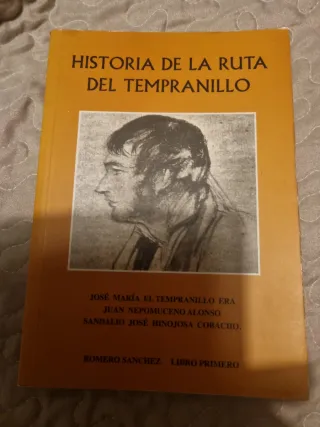 HISTORIA DE LA RUTA
DEL TEMPRANILLO
JOSÉ MARÍA EL TEMPRANILLO ERA
JUAN NEPOMUCENO ALONSO
SANDALIO JOSÉ HINOJOSA COBACHO.
ROMERO SÁNCHEZ. LIBRO PRIMERO